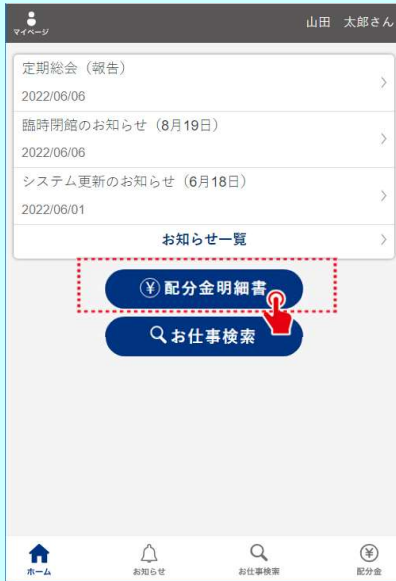 マイページ
山田　太郎さん
定期総会（報告）
2022/06/06
臨時閉館のお知らせ（8月19日）
2022/06/06
システム更新のお知らせ（6月18日）
2022/06/01
お知らせ一覧
¥配分金明細書
お仕事検索
ホーム
お知らせ
お仕事検索
¥
配分金